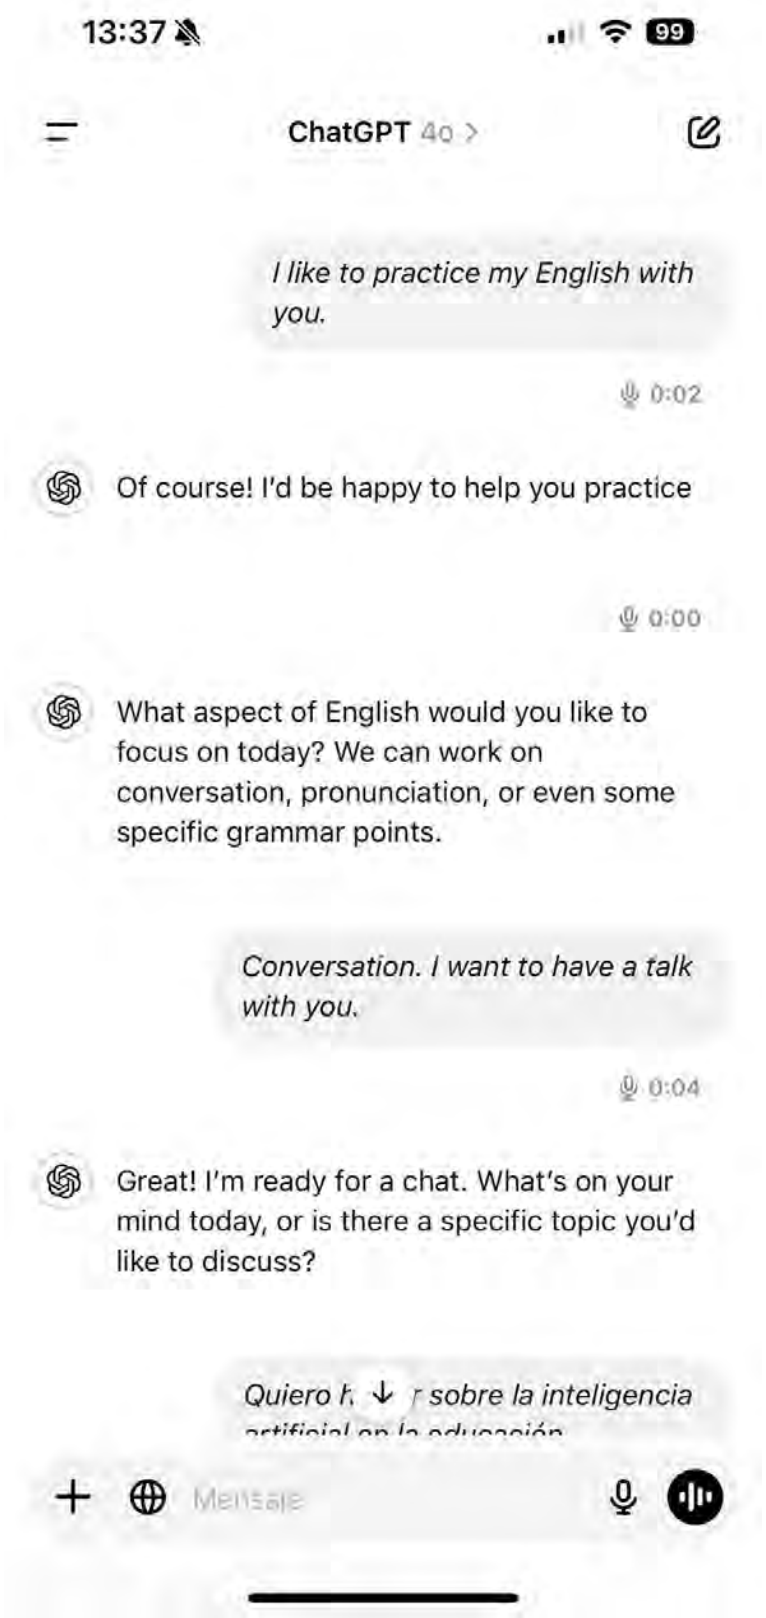 13:37
99
ChatGPT 4o >
I like to practice my English with
you.
0:02
Of course! I'd be happy to help you practice
0:00
What aspect of English would you like to
focus on today? We can work on
conversation, pronunciation, or even some
specific grammar points.
Conversation. I want to have a talk
with you.
0:04
Great! I'm ready for a chat. What's on your
mind today, or is there a specific topic you'd
like to discuss?
Quiero sobre la inteligencia
artificial en la educación
Mensaje